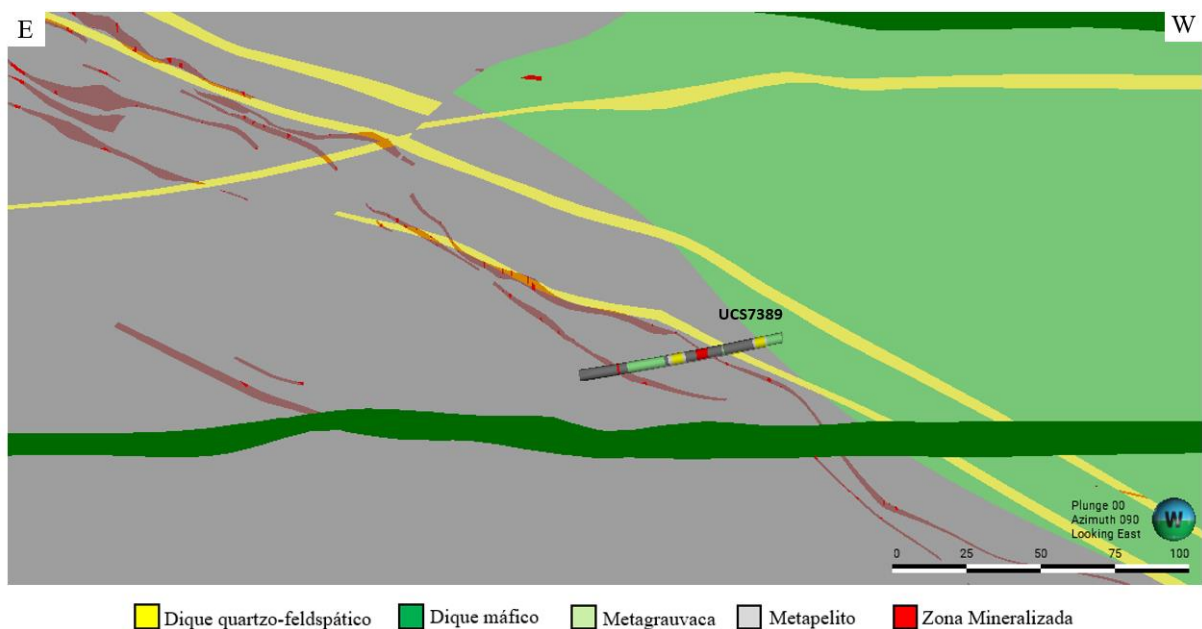 E
W
UCS7389
Plunge 00
Azimuth 090
Looking East
W
0 25 50 75 100
Dique quartzo-feldspático Dique máfico Metagrauvaca Metapelito Zona Mineralizada